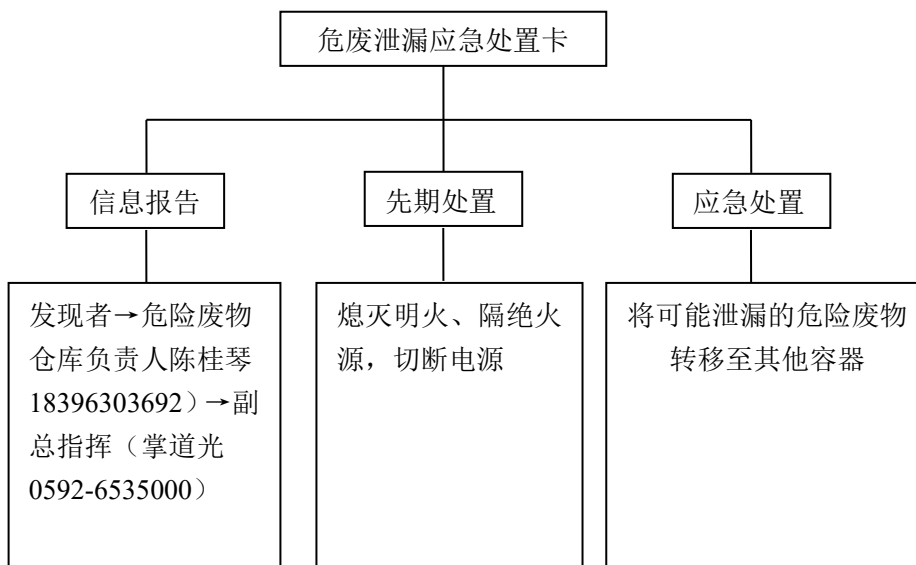 危废泄漏应急处置卡
信息报告
先期处置
应急处置
发现者→危险废物
仓库负责人陈桂琴
18396303692）→副
总指挥（掌道光
0592-6535000）
熄灭明火、隔绝火
源，切断电源
将可能泄漏的危险废物
转移至其他容器